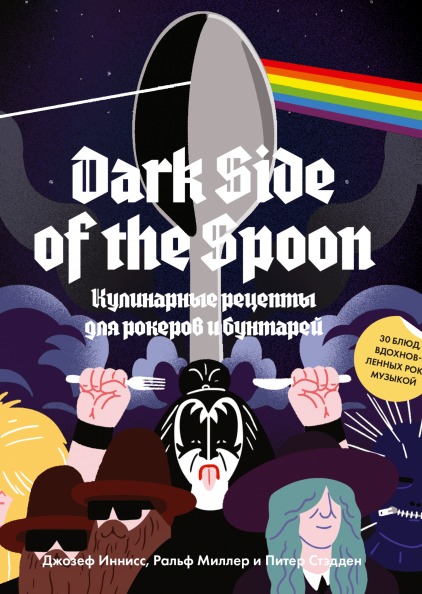 Dark Side
of the Spoon
Кулинарные рецепты
для рокеров и бунтарей
30 БЛЮД,
ВДОХНОВ-
ЛЕННЫХ РОК-
МУЗЫКОЙ
Джозеф Иннисс, Ральф Миллер и Питер Стэдден